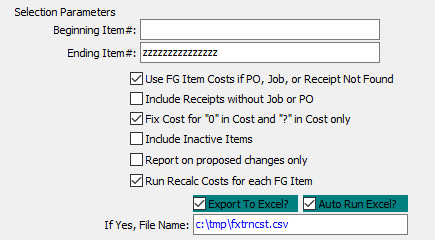 Selection Parameters
Beginning Item#:
Ending Item#: zzzzzzzzzzzzzzz
Use FG Item Costs if PO, Job, or Receipt Not Found
Include Receipts without Job or PO
Fix Cost for "0" in Cost and "?" in Cost only
Include Inactive Items
Report on proposed changes only
Run Recalc Costs for each FG Item
Export To Excel? Auto Run Excel?
If Yes, File Name: c:\tmp\fxtrncst.csv